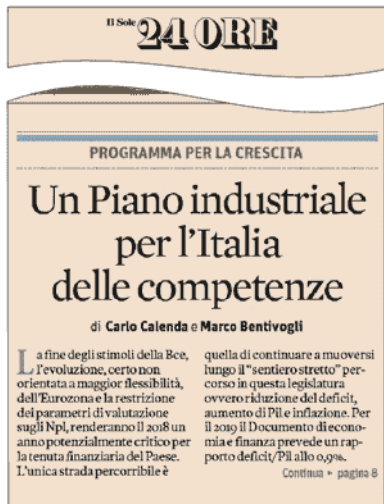 Il Sole
24 ORE
PROGRAMMA PER LA CRESCITA
Un Piano industriale
per l'Italia
delle competenze
di Carlo Calenda e Marco Bentivogli
La fine degli stimoli della Bce,
l'evoluzione, certo non
orientata a maggior flessibilità,
dell'Eurozona e la restrizione
dei parametri di valutazione
sugli Npl, renderanno il 2018 un
anno potenzialmente critico per
la tenuta finanziaria del Paese.
L'unica strada percorribile è
quella di continuare a muoversi
lungo il "sentiero stretto" per-
corso in questa legislatura
ovvero riduzione del deficit,
aumento di Pil e inflazione. Per
il 2019 il Documento di econo-
mia e finanza prevede un rap-
porto deficit/Pil allo 0,9%.
Continua ▸ pagina 8